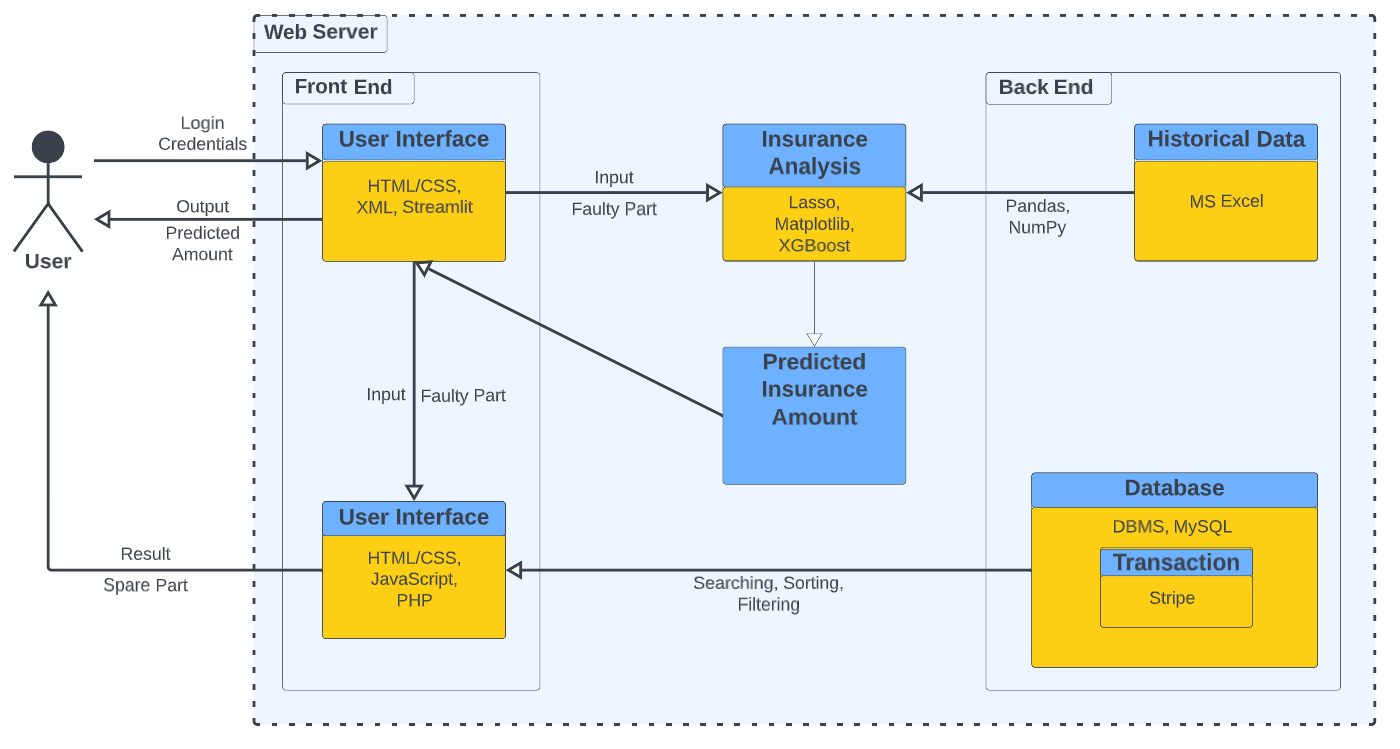 Web Server
Front End
Back End
Login
Credentials
User Interface
HTML/CSS,
XML, Streamlit
Input
Faulty Part
Insurance
Analysis
Lasso,
Matplotlib,
XGBoost
Pandas,
NumPy
Historical Data
MS Excel
Output
Predicted
Amount
User
Predicted
Insurance
Amount
Input
Faulty Part
User Interface
HTML/CSS,
JavaScript,
PHP
Result
Spare Part
Searching, Sorting,
Filtering
Database
DBMS, MySQL
Transaction
Stripe